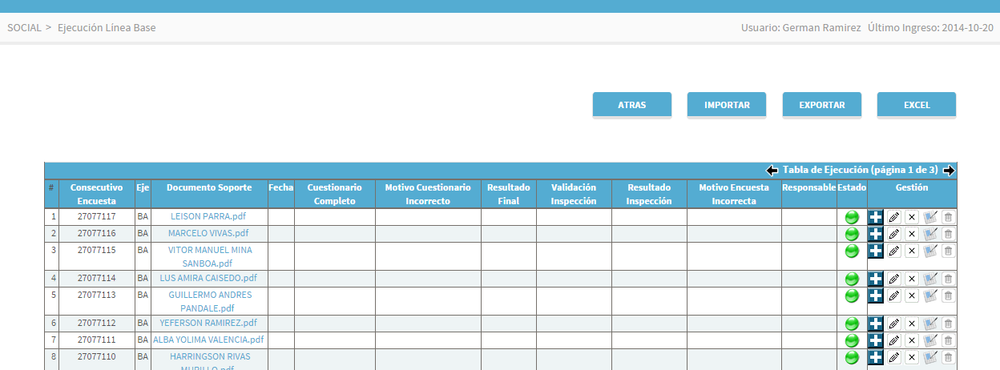 SOCIAL > Ejecución Línea Base
Usuario: German Ramirez Último Ingreso: 2014-10-20
ATRAS IMPORTAR EXPORTAR EXCEL
Tabla de Ejecución (página 1 de 3)
# Consecutivo Encuesta Eje Documento Soporte Fecha Cuestionario Completo Motivo Cuestionario Incorrecto Resultado Final Validación Inspección Resultado Inspección Motivo Encuesta Incorrecta Responsable Estado Gestión
1 27077117 BA LEISON PARRA.pdf
2 27077116 BA MARCELO VIVAS.pdf
3 27077115 BA VITOR MANUEL MINA
SANBOA.pdf
4 27077114 BA LUS AMIRA CAISEDO.pdf
5 27077113 BA GUILLERMO ANDRES
PANDALE.pdf
6 27077112 BA YEFERSON RAMIREZ.pdf
7 27077111 BA ALBA YOLIMA VALENCIA.pdf
8 27077110 BA HARRINGSON RIVAS
MURILLO.pdf